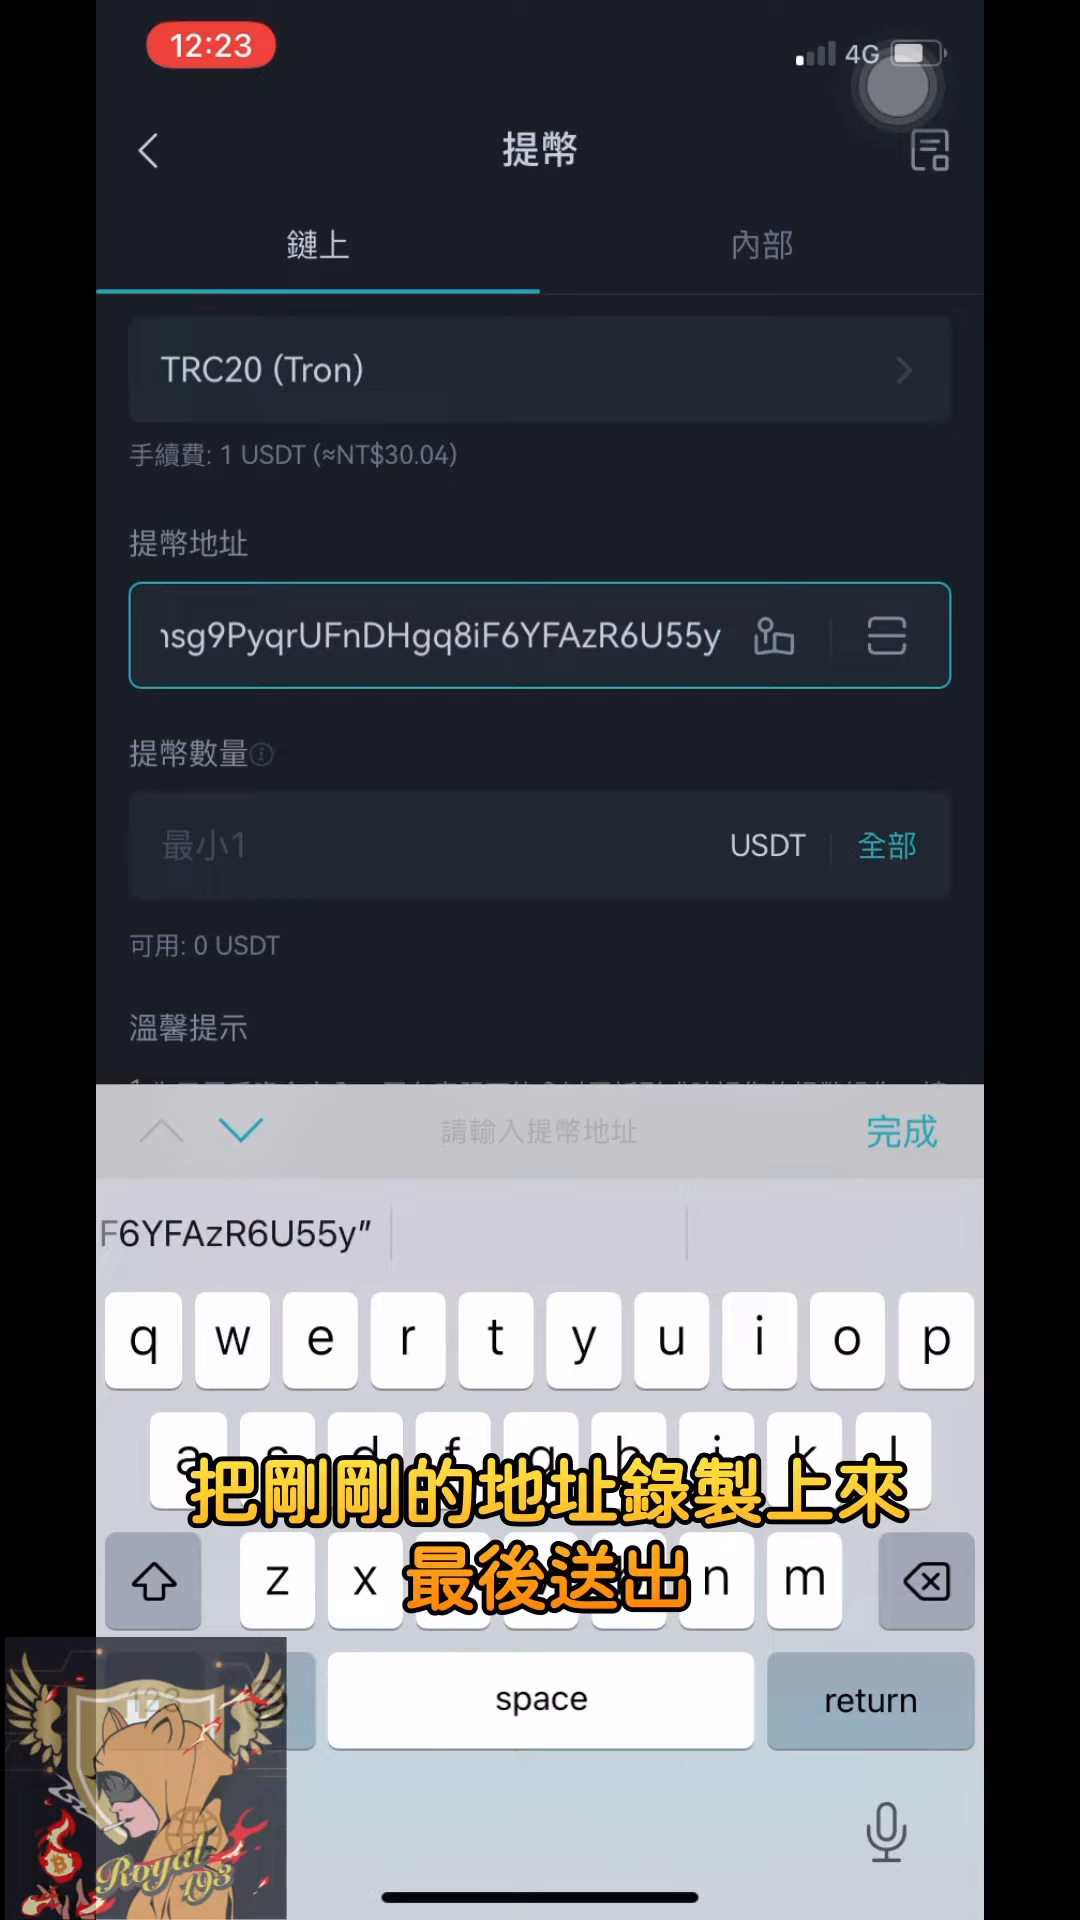 12:23
4G
提幣
鏈上
內部
TRC20 (Tron)
手續費: 1 USDT (≈NT$30.04)
提幣地址
sg9PyqrUFnDHgq8iF6YFAzR6U55y
提幣數量
最小1
USDT
全部
可用: 0 USDT
溫馨提示
請輸入提幣地址
完成
F6YFAzR6U55y”
q w e r t y u i o p
a s d f g h j k l
把剛剛的地址錄製上來
z x n m
最後送出
123
space
return
Royal
193